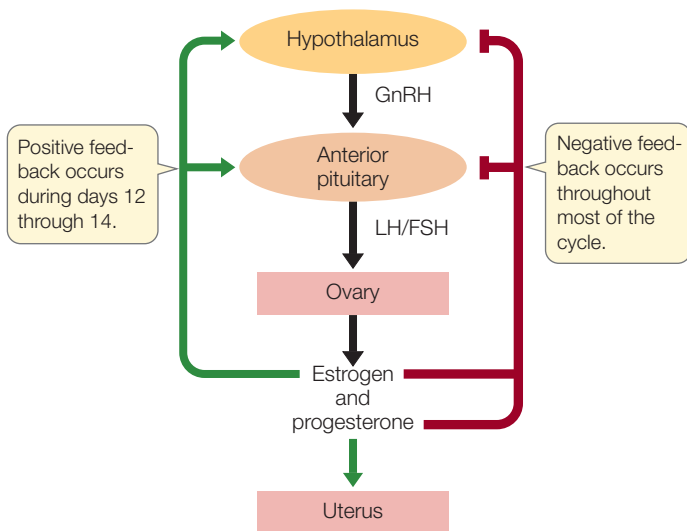 Hypothalamus
GnRH
Positive feed-
back occurs
during days 12
through 14.
Anterior
pituitary
Negative feed-
back occurs
throughout
most of the
cycle.
LH/FSH
Ovary
Estrogen
and
progesterone
Uterus